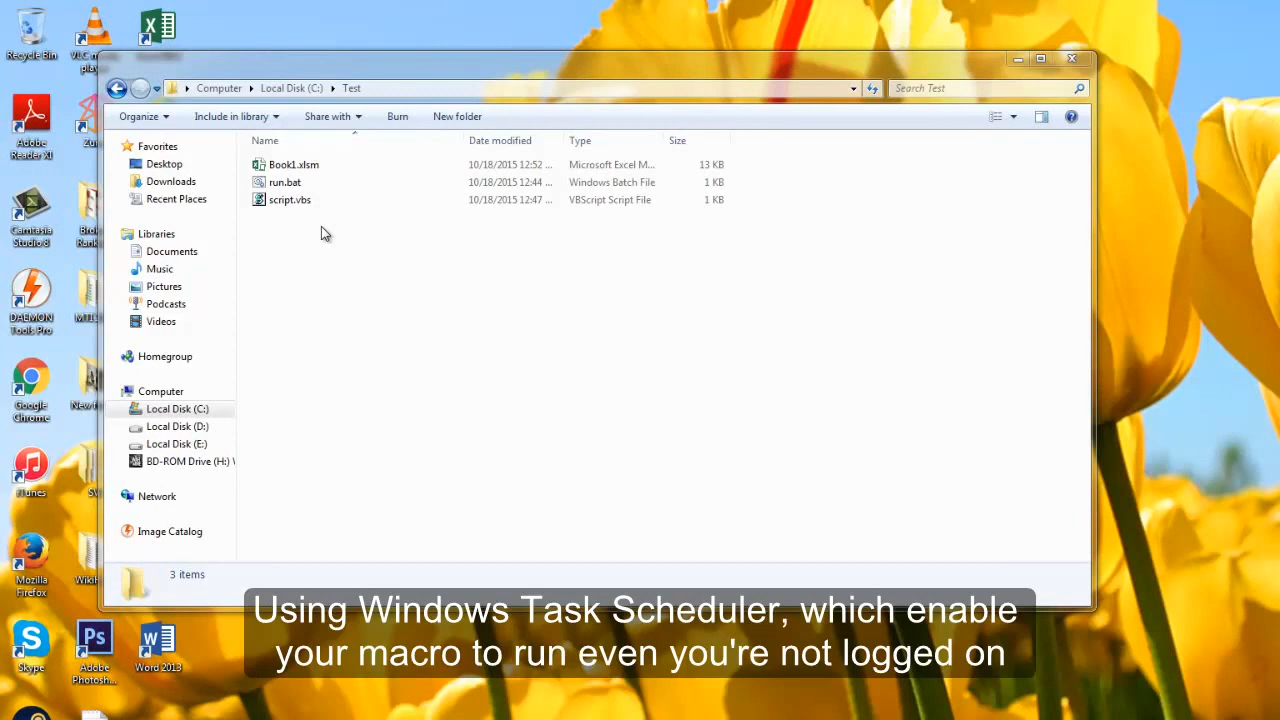 Recycle Bin
VLC media
play...
Computer
Local Disk (C:)
Test
Search Test
Organize
Include in library
Share with
Burn
New folder
Adobe
Reader XI
Zu
Favorites
Desktop
Downloads
Recent Places
Name
Date modified
Type
Size
Book1.xlsm
10/18/2015 12:52 ...
Microsoft Excel M...
13 KB
run.bat
10/18/2015 12:44 ...
Windows Batch File
1 KB
script.vbs
10/18/2015 12:47 ...
VBScript Script File
1 KB
Camtasia
Studio 8
Libraries
Documents
Music
Pictures
Podcasts
Videos
DAEMON
Tools Pro
Homegroup
Computer
Local Disk (C:)
Local Disk (D:)
Local Disk (E:)
BD-ROM Drive (H:)
Google
Chrome
New F
iTunes
Network
Image Catalog
Mozilla
Firefox
WikiH
3 items
Skype
Adobe
Photosh...
Word 2013
Using Windows Task Scheduler, which enable
your macro to run even you're not logged on